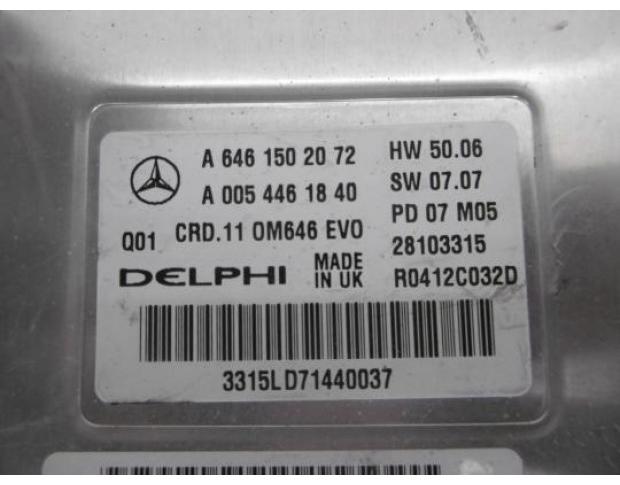 A 646 150 20 72 HW 50.06
A 005 446 18 40 SW 07.07
Q01 CRD.11 OM646 EVO PD 07 M05
28103315
DELPHI MADE IN UK R0412C032D
3315LD71440037